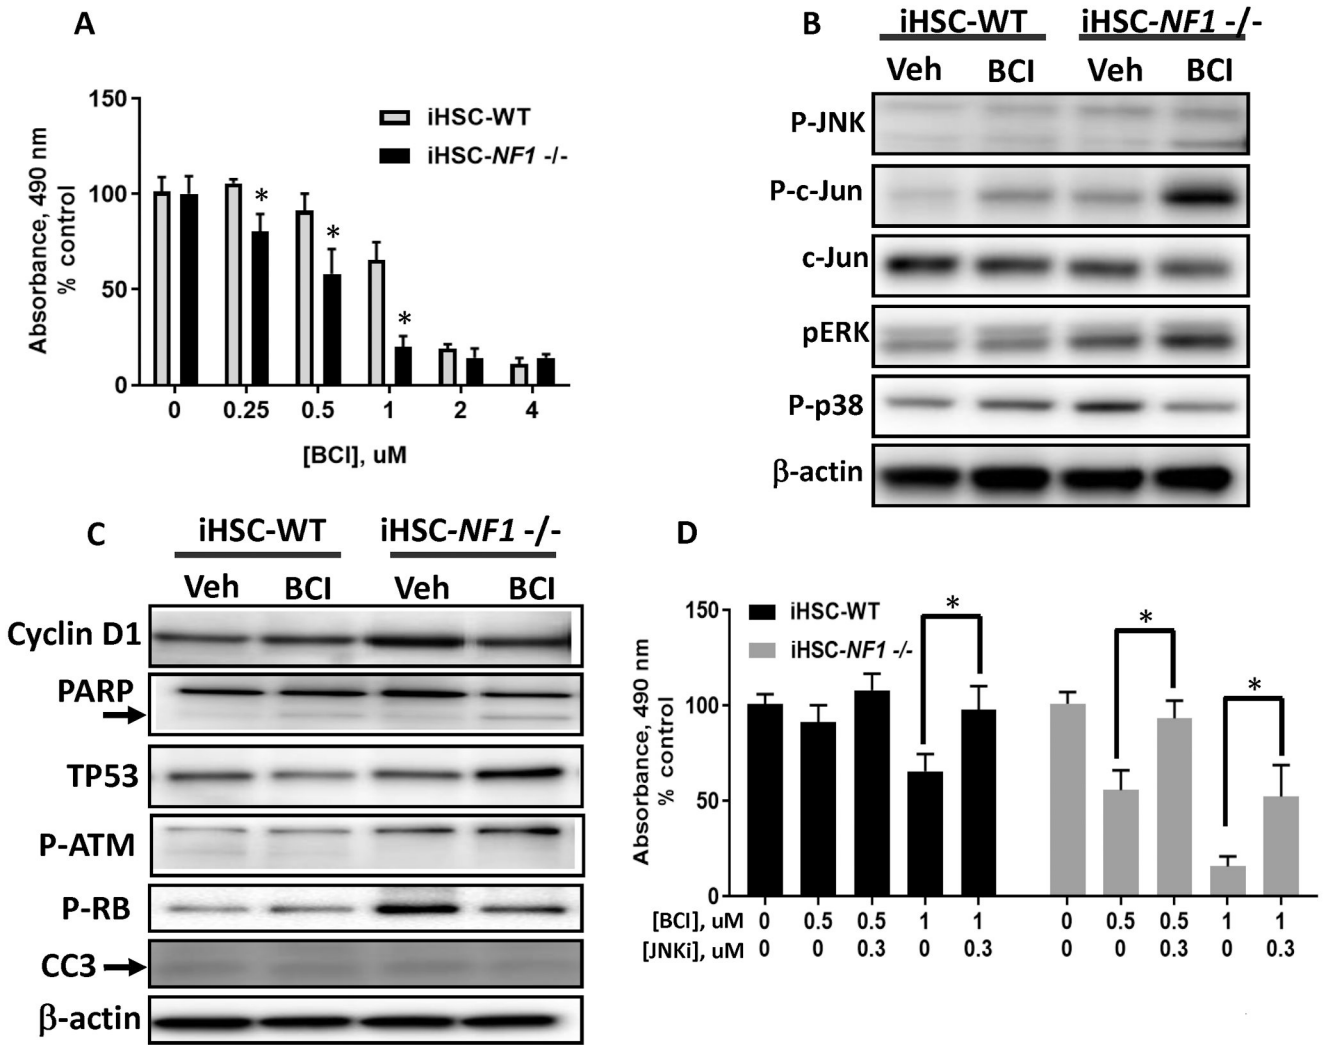 A
150
100
50
0
Absorbance, 490 nm
% control
iHSC-WT
iHSC-NF1 -/-
*
*
*
0 0.25 0.5 1 2 4
[BCI], uM
B
iHSC-WT iHSC-NF1 -/-
Veh BCI Veh BCI
P-JNK
P-c-Jun
c-Jun
pERK
P-p38
β-actin
C
iHSC-WT iHSC-NF1 -/-
Veh BCI Veh BCI
Cyclin D1
PARP
TP53
P-ATM
P-RB
CC3
β-actin
D
150
100
50
0
Absorbance, 490 nm
% control
iHSC-WT
iHSC-NF1 -/-
*
*
*
[BCI], uM 0 0.5 0.5 1 1 0 0.5 0.5 1 1
[JNKi], uM 0 0 0.3 0 0.3 0 0 0.3 0 0.3